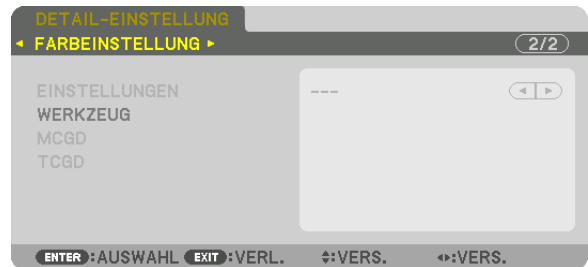 DETAIL-EINSTELLUNG
FARBEINSTELLUNG 2/2
EINSTELLUNGEN ---
WERKZEUG
MCGD
TCGD
ENTER :AUSWAHL EXIT :VERL. :VERS. :VERS.